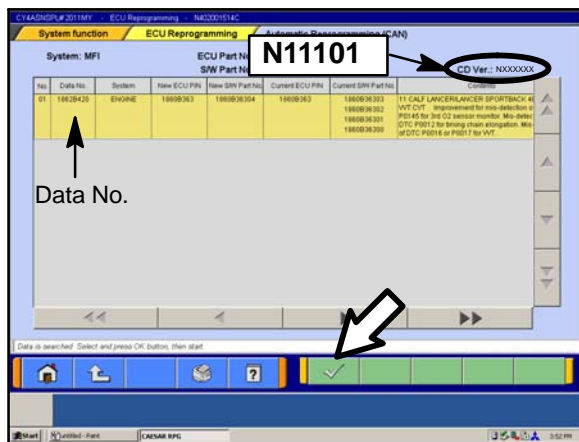 CY4ASNSPL# 2011MY - ECU Reprogramming - N402001514C
System function / ECU Reprogramming / Automatic Reprogramming (CAN)
System: MFI ECU Part No
S/W Part No
N11101
CD Ver.: NXXXXXX
No. Data No. System New ECU P/N New S/W Part No. Current ECU P/N Current S/W Part No. Contents
01 1862B420 ENGINE 1860B363 1860B36304 1860B363 1860B36303 11 CALF LANCER/LANCER SPORTBACK 4B
1860B36302 VVT CVT . Improvement for mis-detection o
1860B36301 P0145 for 3rd O2 sensor monitor. Mis-detec
DTC P0012 for timing chain elongation. Mis-
1860B36300 of DTC P0016 or P0017 for VVT.
Data No.
Data is searched. Select and press OK button, then start.
Start untitled - Paint CAESAR RPG 3:52 PM